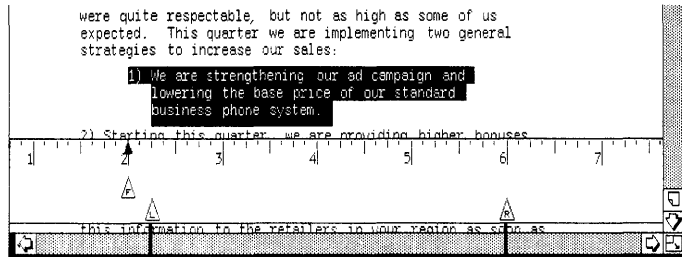 were quite respectable, but not as high as some of us
expected. This quarter we are implementing two general
strategies to increase our sales:
1) We are strengthening our ad campaign and
lowering the base price of our standard
business phone system.
2) Starting this quarter, we are providing higher bonuses
1 2 3 4 5 6 7
F
L R
this information to the retailers in your region as soon as